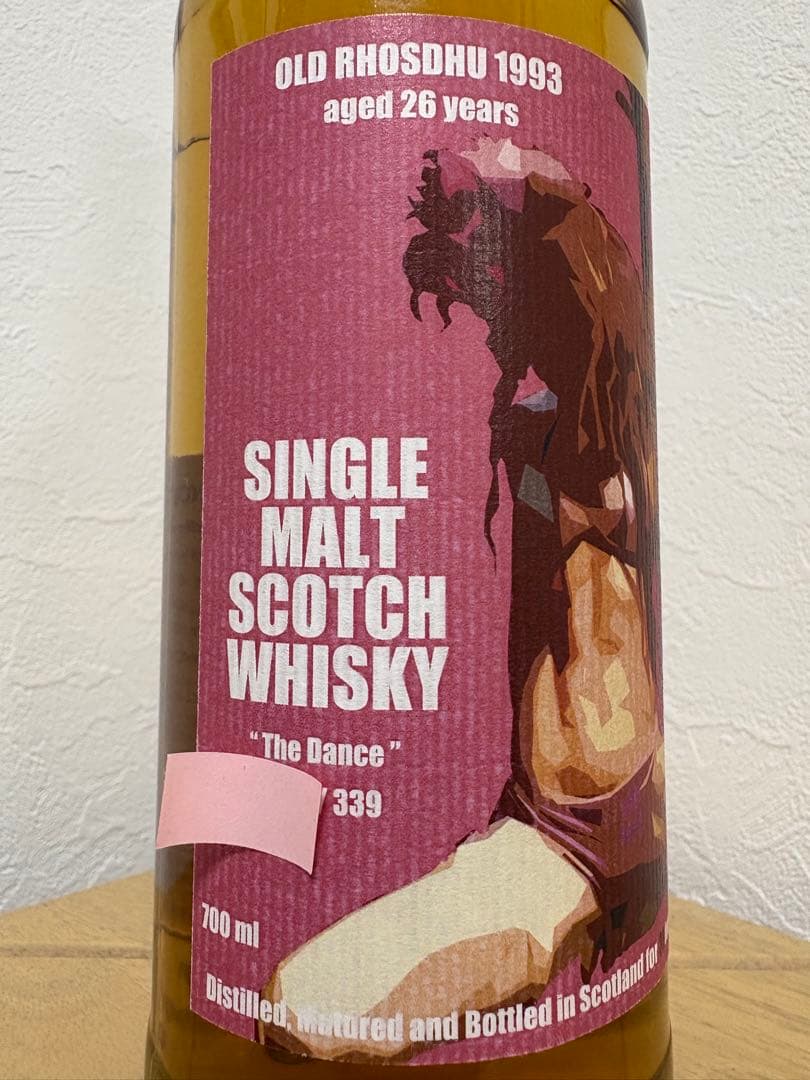 OLD RHOSDHU 1993
aged 26 years
SINGLE
MALT
SCOTCH
WHISKY
“ The Dance ”
/ 339
700 ml
Distilled, Matured and Bottled in Scotland for